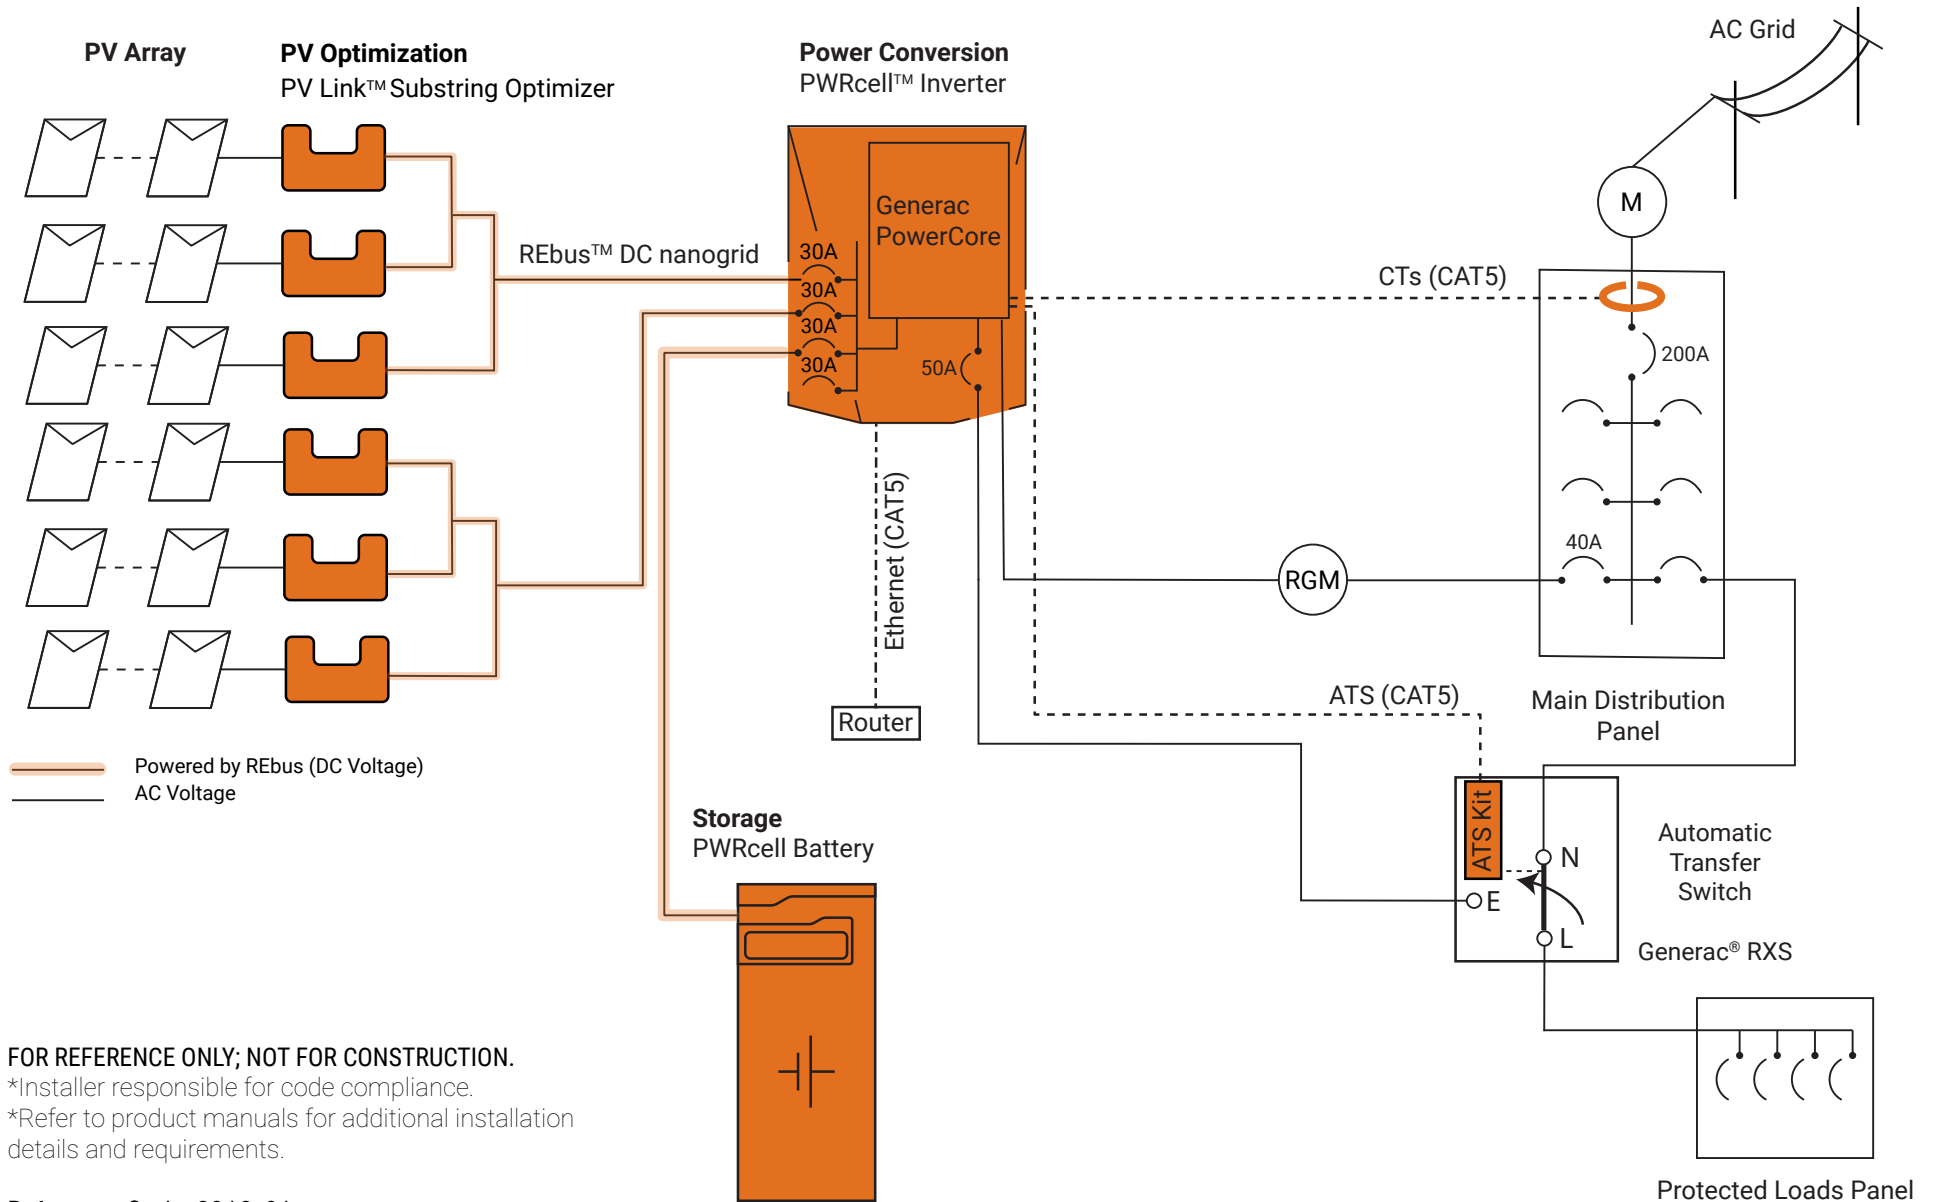 PV Array
PV Optimization
PV Link™ Substring Optimizer
Power Conversion
PWRcell™ Inverter
AC Grid
M
Generac
PowerCore
30A
30A
30A
30A
50A
REbus™ DC nanogrid
CTs (CAT5)
200A
40A
RGM
Ethernet (CAT5)
Router
ATS (CAT5)
Main Distribution
Panel
Powered by REbus (DC Voltage)
AC Voltage
Storage
PWRcell Battery
ATS Kit
N
E
L
Automatic
Transfer
Switch
Generac® RXS
FOR REFERENCE ONLY; NOT FOR CONSTRUCTION.
*Installer responsible for code compliance.
*Refer to product manuals for additional installation
details and requirements.
Protected Loads Panel